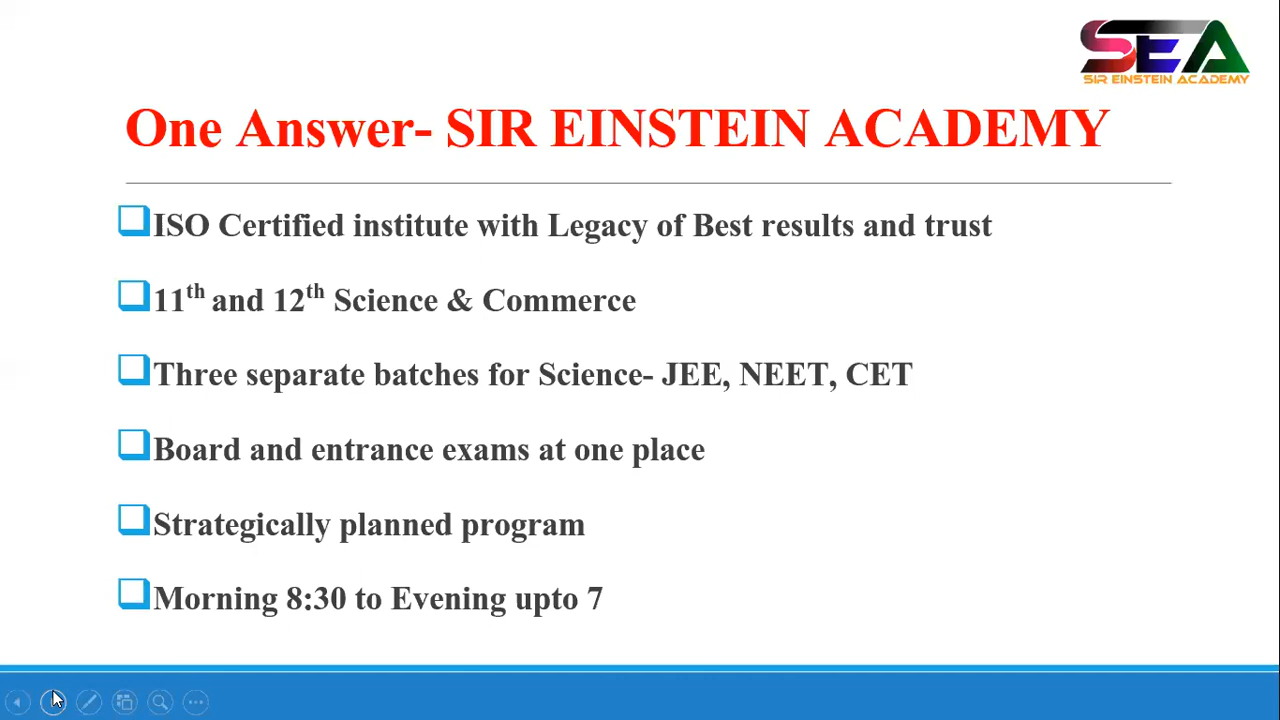 SEA
SIR EINSTEIN ACADEMY
One Answer- SIR EINSTEIN ACADEMY
ISO Certified institute with Legacy of Best results and trust
11th and 12th Science & Commerce
Three separate batches for Science- JEE, NEET, CET
Board and entrance exams at one place
Strategically planned program
Morning 8:30 to Evening upto 7